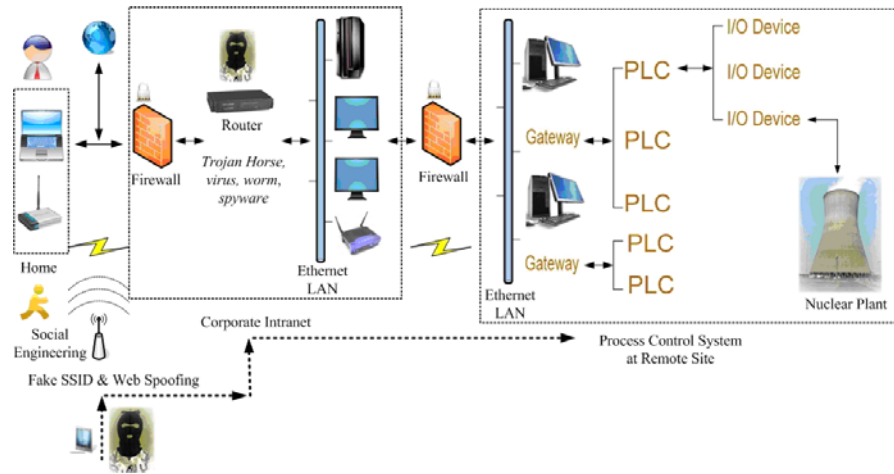 I/O Device
PLC
I/O Device
Router
Gateway
PLC
I/O Device
Firewall
Trojan Horse,
virus, worm,
spyware
Firewall
PLC
PLC
Home
Ethernet
LAN
Gateway
PLC
Ethernet
LAN
Nuclear Plant
Social
Engineering
Corporate Intranet
Process Control System
at Remote Site
Fake SSID & Web Spoofing